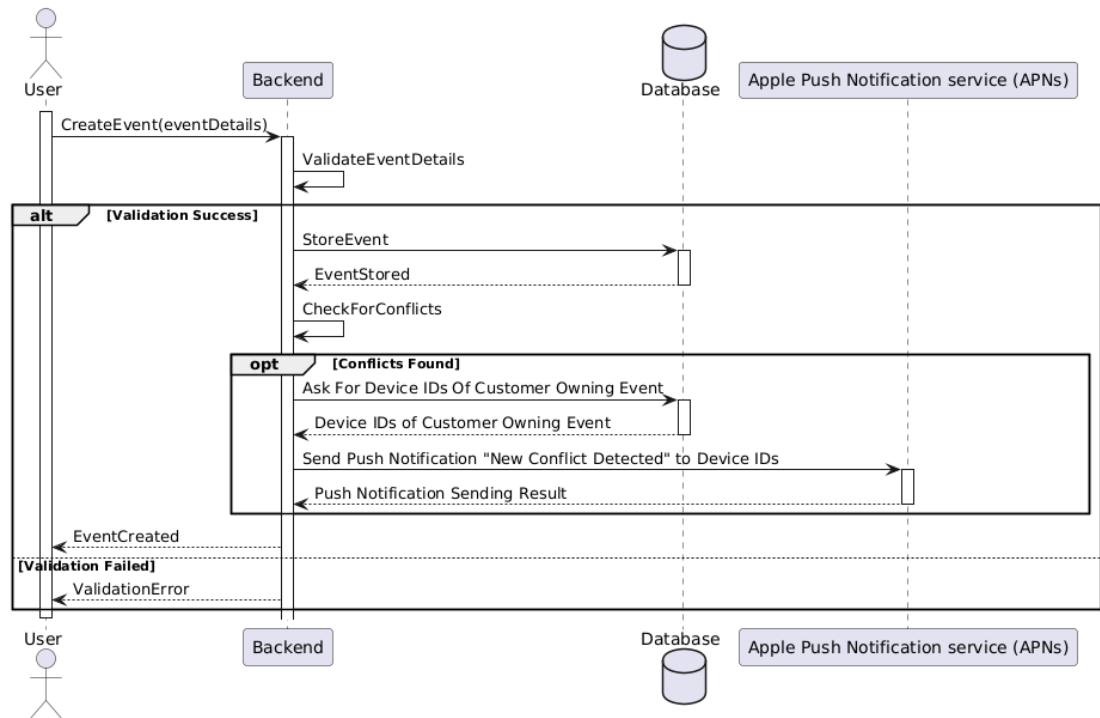 User
Backend
Database
Apple Push Notification service (APNs)
CreateEvent(eventDetails)
ValidateEventDetails
alt [Validation Success]
StoreEvent
EventStored
CheckForConflicts
opt [Conflicts Found]
Ask For Device IDs Of Customer Owning Event
Device IDs of Customer Owning Event
Send Push Notification "New Conflict Detected" to Device IDs
Push Notification Sending Result
EventCreated
[Validation Failed]
ValidationError
User
Backend
Database
Apple Push Notification service (APNs)